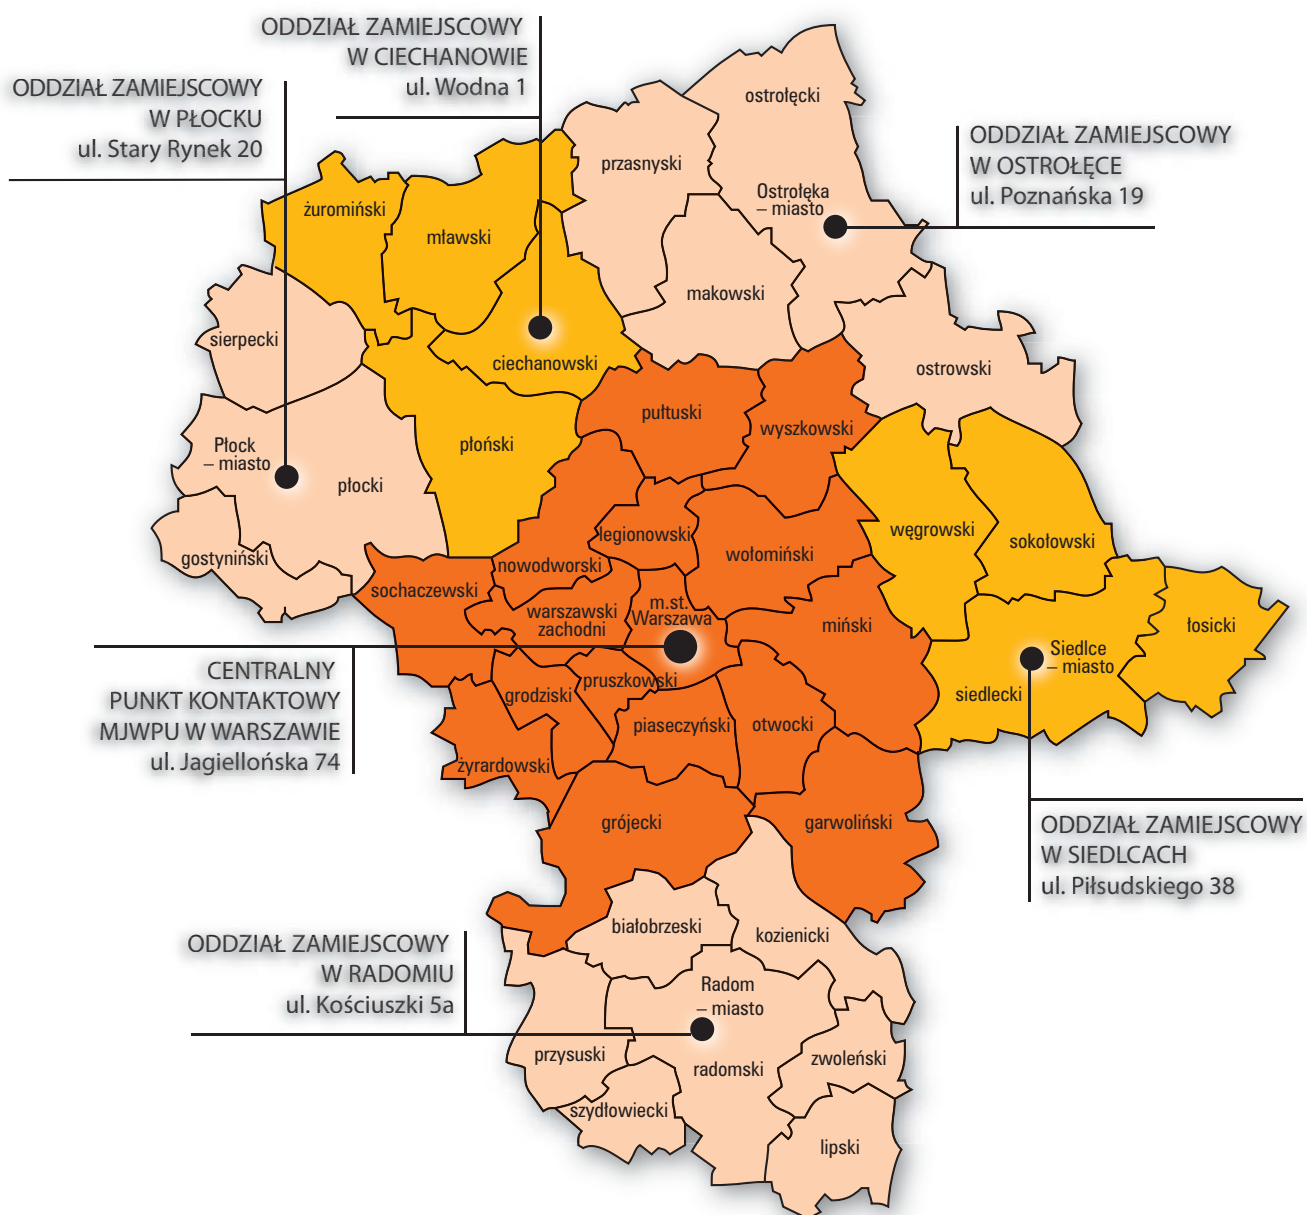 ODDZIAŁ ZAMIEJSCOWY
W CIECHANOWIE
ul. Wodna 1
ODDZIAŁ ZAMIEJSCOWY
W PŁOCKU
ul. Stary Rynek 20
ODDZIAŁ ZAMIEJSCOWY
W OSTROŁĘCE
ul. Poznańska 19
ostrołęcki
przasnyski
Ostrołęka
– miasto
żuromiński
mławski
makowski
sierpecki
ciechanowski
ostrowski
pułtuski
wyszkowski
Płock
– miasto
płocki
płoński
gostyniński
legionowski
nowodworski
wołomiński
węgrowski
sokołowski
sochaczewski
warszawski
zachodni
m.st.
Warszawa
miński
łosicki
Siedlce
– miasto
siedlecki
CENTRALNY
PUNKT KONTAKTOWY
MJWPU W WARSZAWIE
ul. Jagiellońska 74
pruszkowski
grodziski
piaseczyński
otwocki
żyrardowski
grójecki
garwoliński
ODDZIAŁ ZAMIEJSCOWY
W SIEDLCACH
ul. Piłsudskiego 38
białobrzeski
kozienicki
ODDZIAŁ ZAMIEJSCOWY
W RADOMIU
ul. Kościuszki 5a
Radom
– miasto
przysuski
radomski
zwoleński
szydłowiecki
lipski